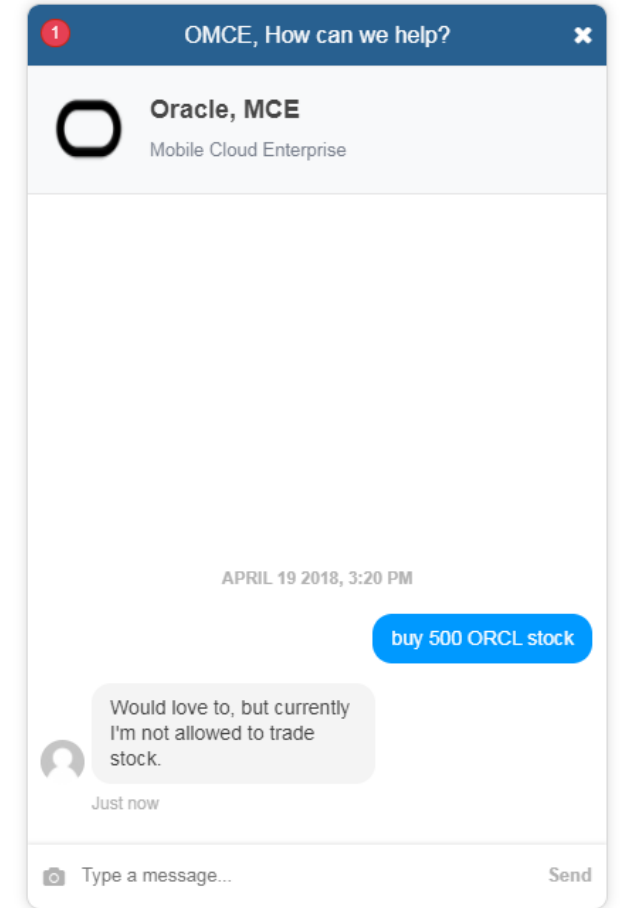 1
OMCE, How can we help?
Oracle, MCE
Mobile Cloud Enterprise
APRIL 19 2018, 3:20 PM
buy 500 ORCL stock
Would love to, but currently
I'm not allowed to trade
stock.
Just now
Type a message...
Send